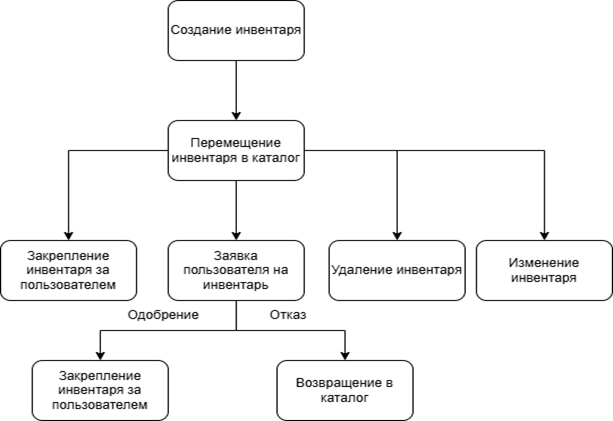 Создание инвентаря
Перемещение
инвентаря в каталог
Закрепление
инвентаря за
пользователем
Заявка
пользователя на
инвентарь
Удаление инвентаря
Изменение
инвентаря
Одобрение
Отказ
Закрепление
инвентаря за
пользователем
Возвращение в
каталог